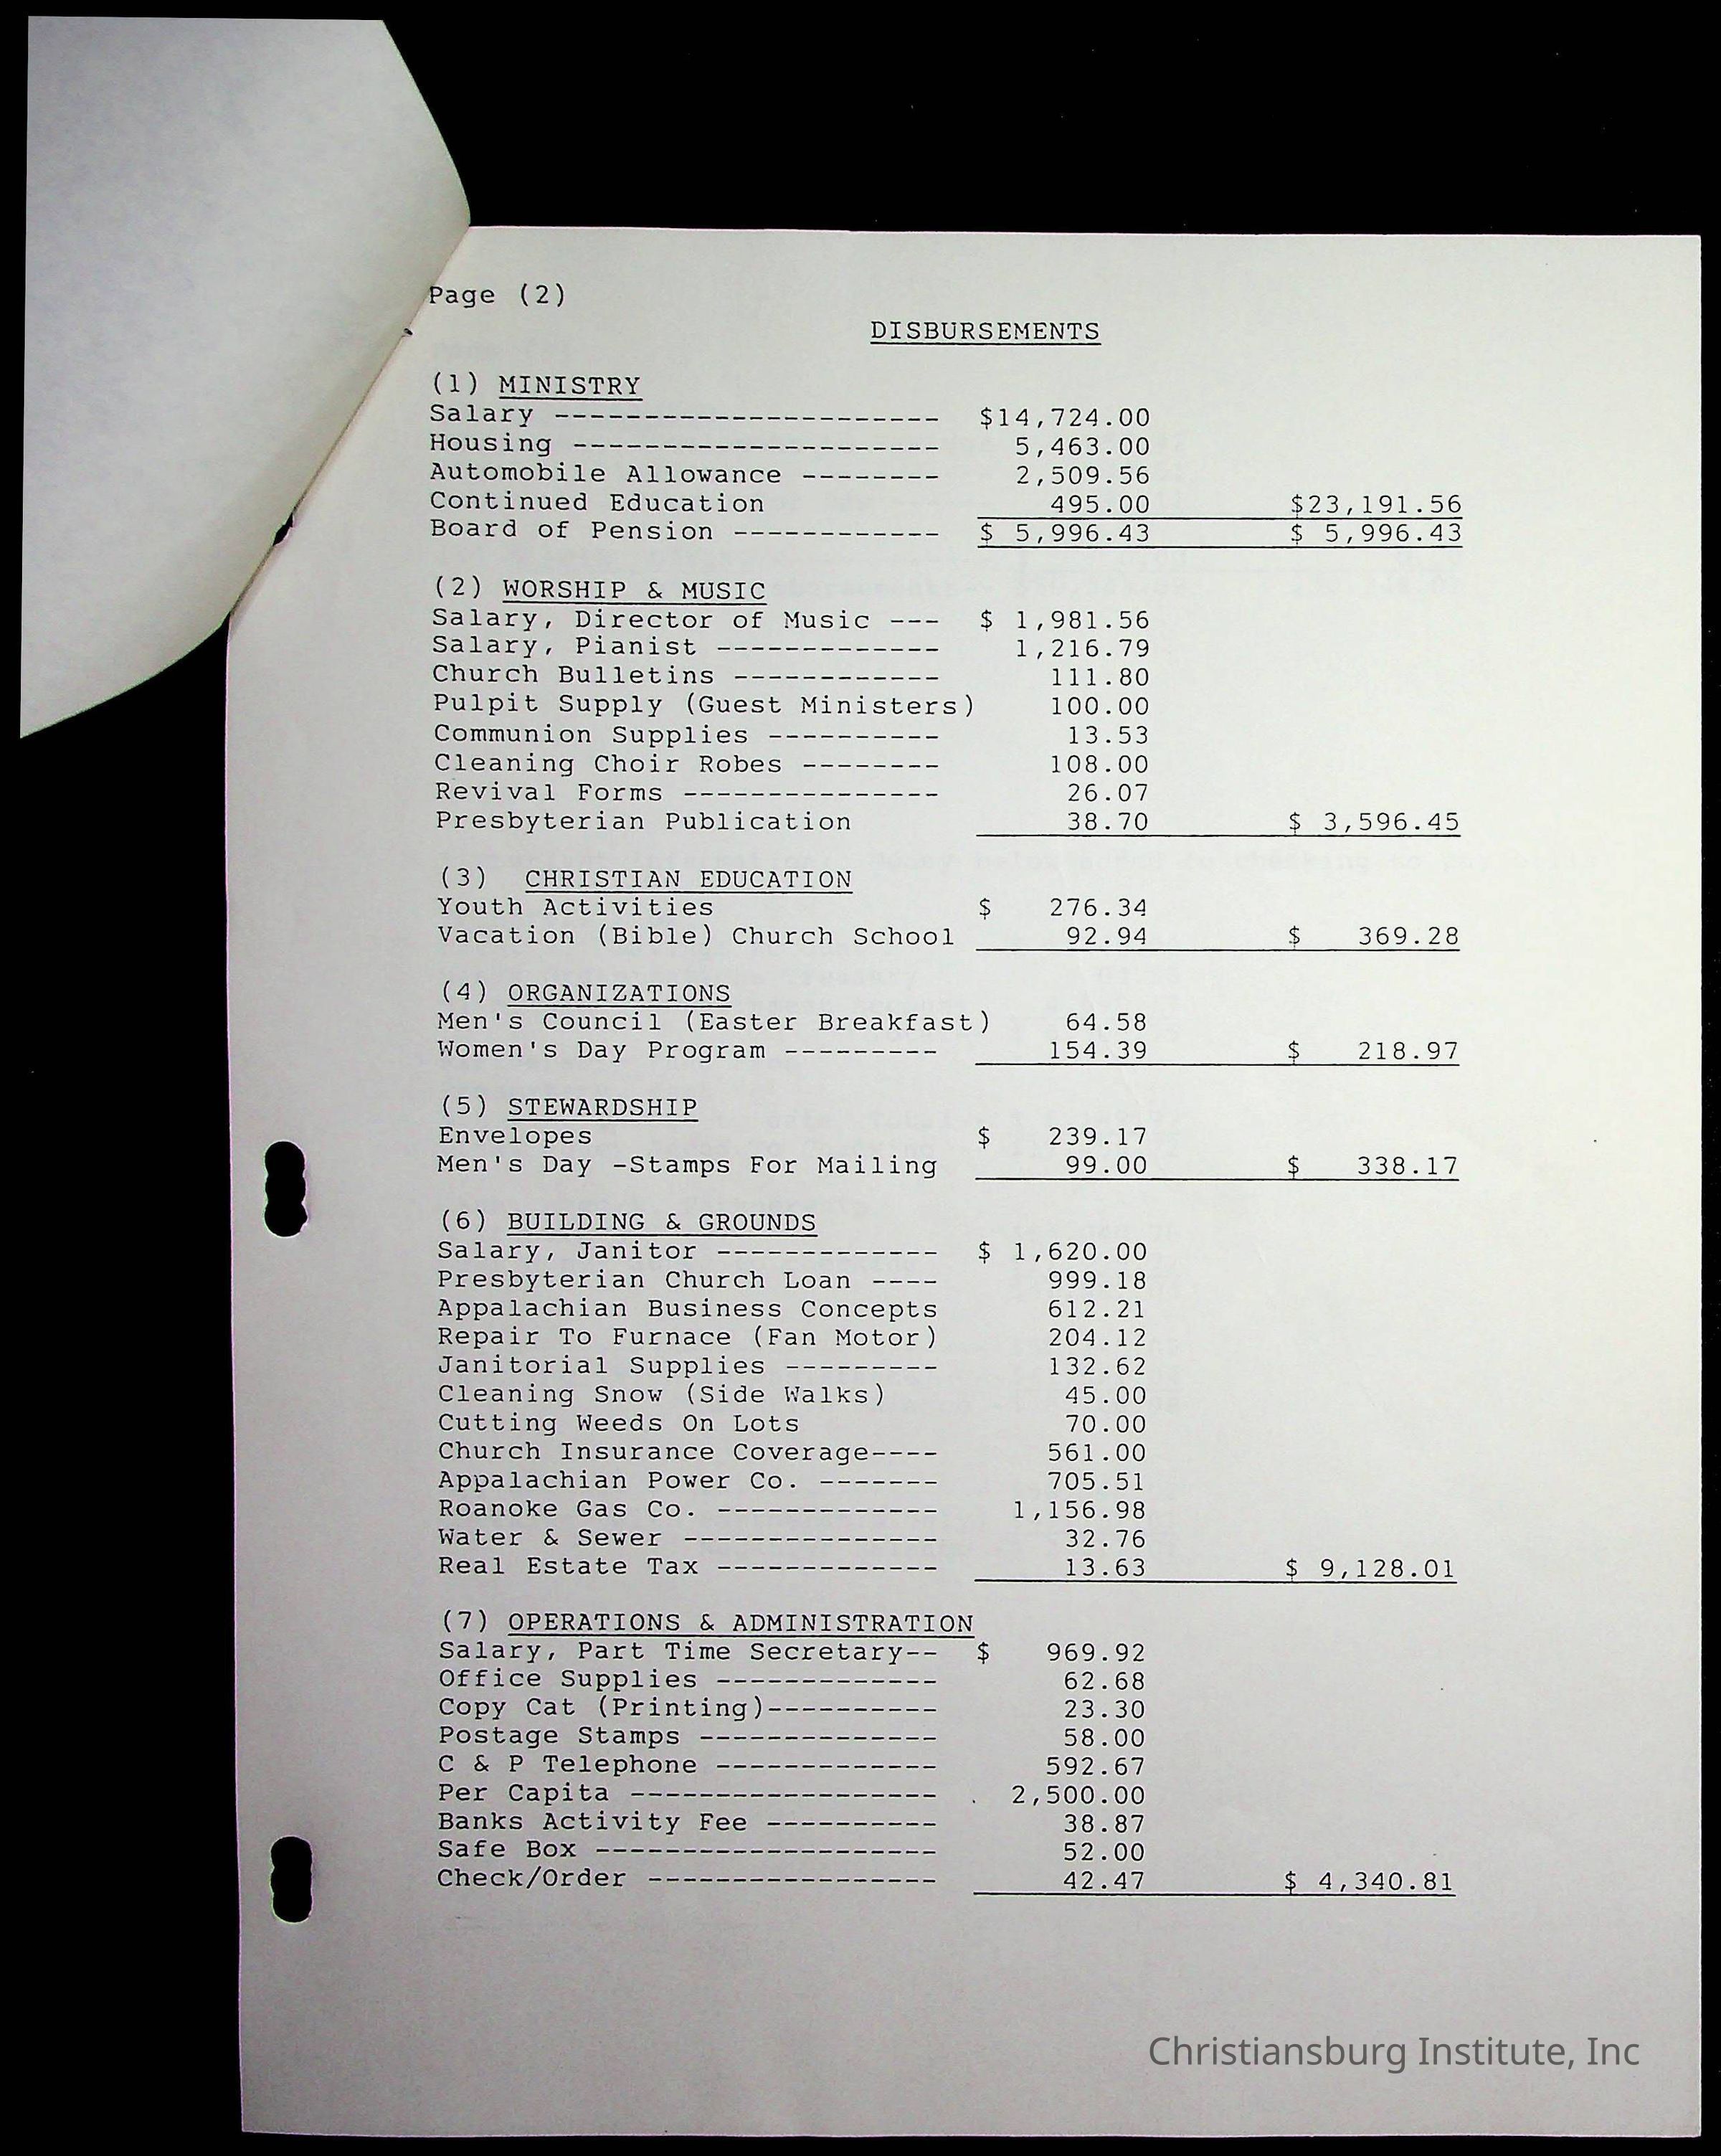 Page (2)
DISBURSEMENTS
(1) MINISTRY
Salary ---------------------- $14,724.00
Housing --------------------- 5,463.00
Automobile Allowance -------- 2,509.56
Continued Education 495.00 $23,191.56
Board of Pension ------------ $ 5,996.43 $ 5,996.43
(2) WORSHIP & MUSIC
Salary, Director of Music --- $ 1,981.56
Salary, Pianist ------------- 1,216.79
Church Bulletins ------------ 111.80
Pulpit Supply (Guest Ministers) 100.00
Communion Supplies ---------- 13.53
Cleaning Choir Robes -------- 108.00
Revival Forms --------------- 26.07
Presbyterian Publication 38.70 $ 3,596.45
(3) CHRISTIAN EDUCATION
Youth Activities $ 276.34
Vacation (Bible) Church School 92.94 $ 369.28
(4) ORGANIZATIONS
Men's Council (Easter Breakfast) 64.58
Women's Day Program --------- 154.39 $ 218.97
(5) STEWARDSHIP
Envelopes $ 239.17
Men's Day -Stamps For Mailing 99.00 $ 338.17
(6) BUILDING & GROUNDS
Salary, Janitor ------------- $ 1,620.00
Presbyterian Church Loan ---- 999.18
Appalachian Business Concepts 612.21
Repair To Furnace (Fan Motor) 204.12
Janitorial Supplies --------- 132.62
Cleaning Snow (Side Walks) 45.00
Cutting Weeds On Lots 70.00
Church Insurance Coverage---- 561.00
Appalachian Power Co. ------- 705.51
Roanoke Gas Co. ------------- 1,156.98
Water & Sewer --------------- 32.76
Real Estate Tax ------------- 13.63 $ 9,128.01
(7) OPERATIONS & ADMINISTRATION
Salary, Part Time Secretary-- $ 969.92
Office Supplies ------------- 62.68
Copy Cat (Printing)---------- 23.30
Postage Stamps -------------- 58.00
C & P Telephone ------------- 592.67
Per Capita ------------------ 2,500.00
Banks Activity Fee ---------- 38.87
Safe Box -------------------- 52.00
Check/Order ----------------- 42.47 $ 4,340.81
Christiansburg Institute, Inc